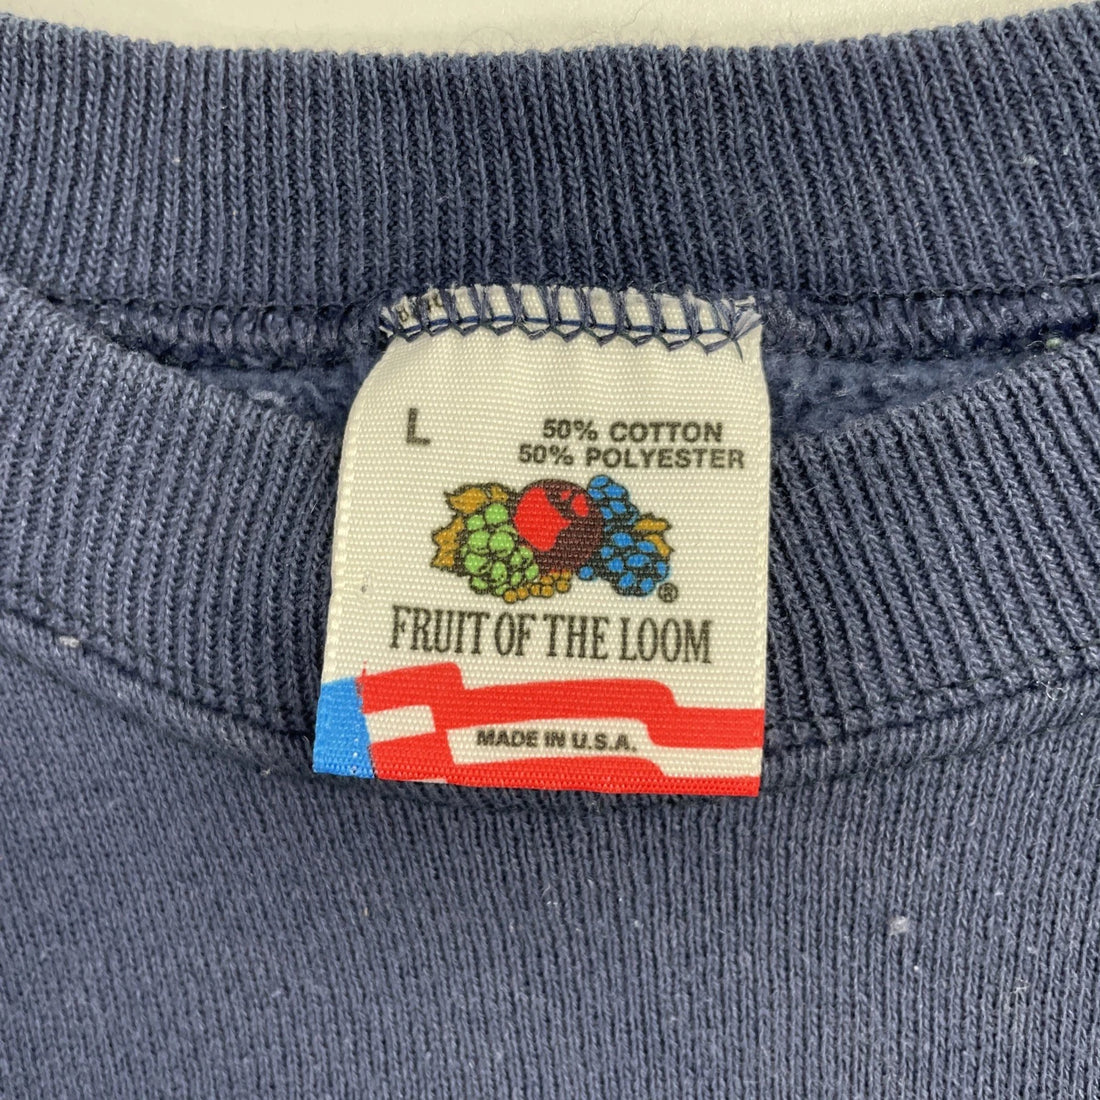 L
50% COTTON
50% POLYESTER
®
FRUIT OF THE LOOM
MADE IN U.S.A.